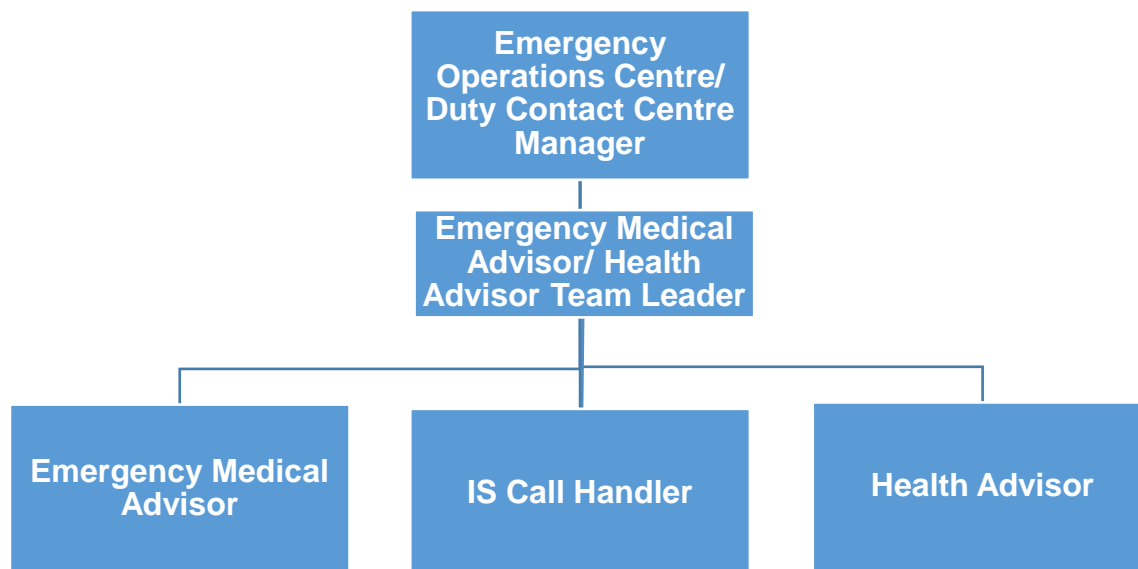 Emergency
Operations Centre/
Duty Contact Centre
Manager
Emergency Medical
Advisor/ Health
Advisor Team Leader
Emergency Medical
Advisor
IS Call Handler
Health Advisor